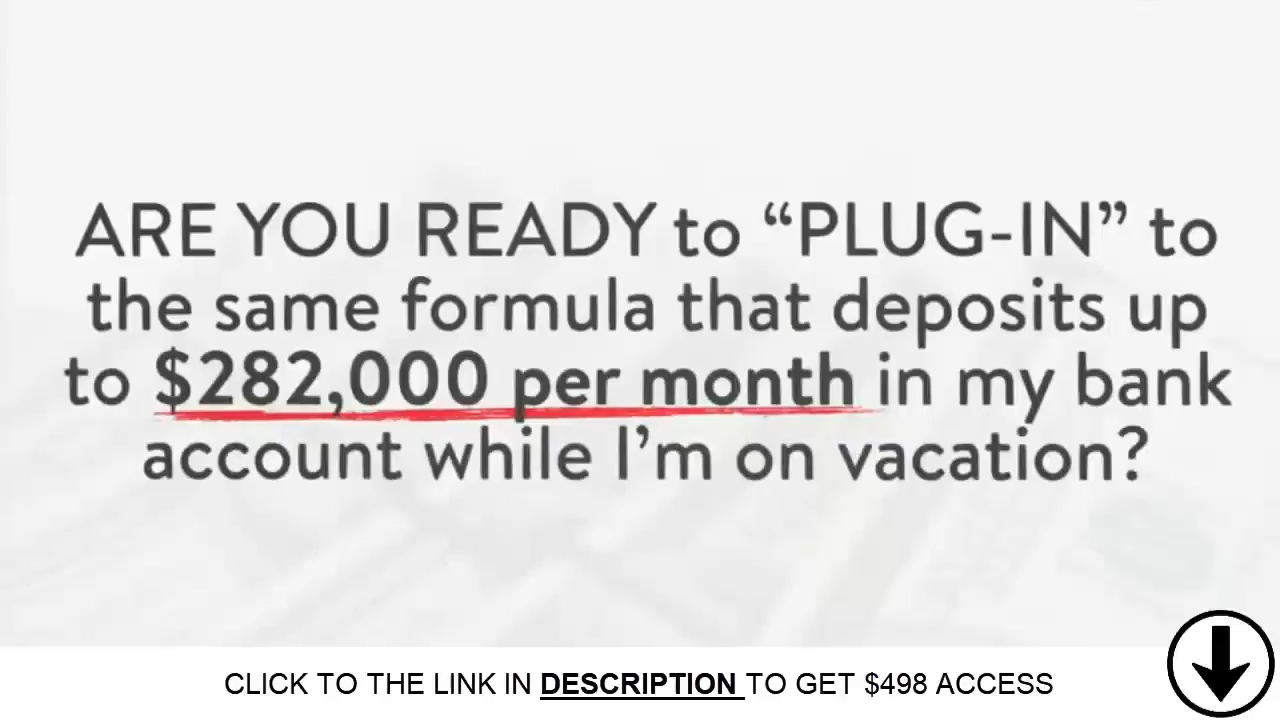 ARE YOU READY to “PLUG-IN” to
the same formula that deposits up
to $282,000 per month in my bank
account while I’m on vacation?
CLICK TO THE LINK IN DESCRIPTION TO GET $498 ACCESS